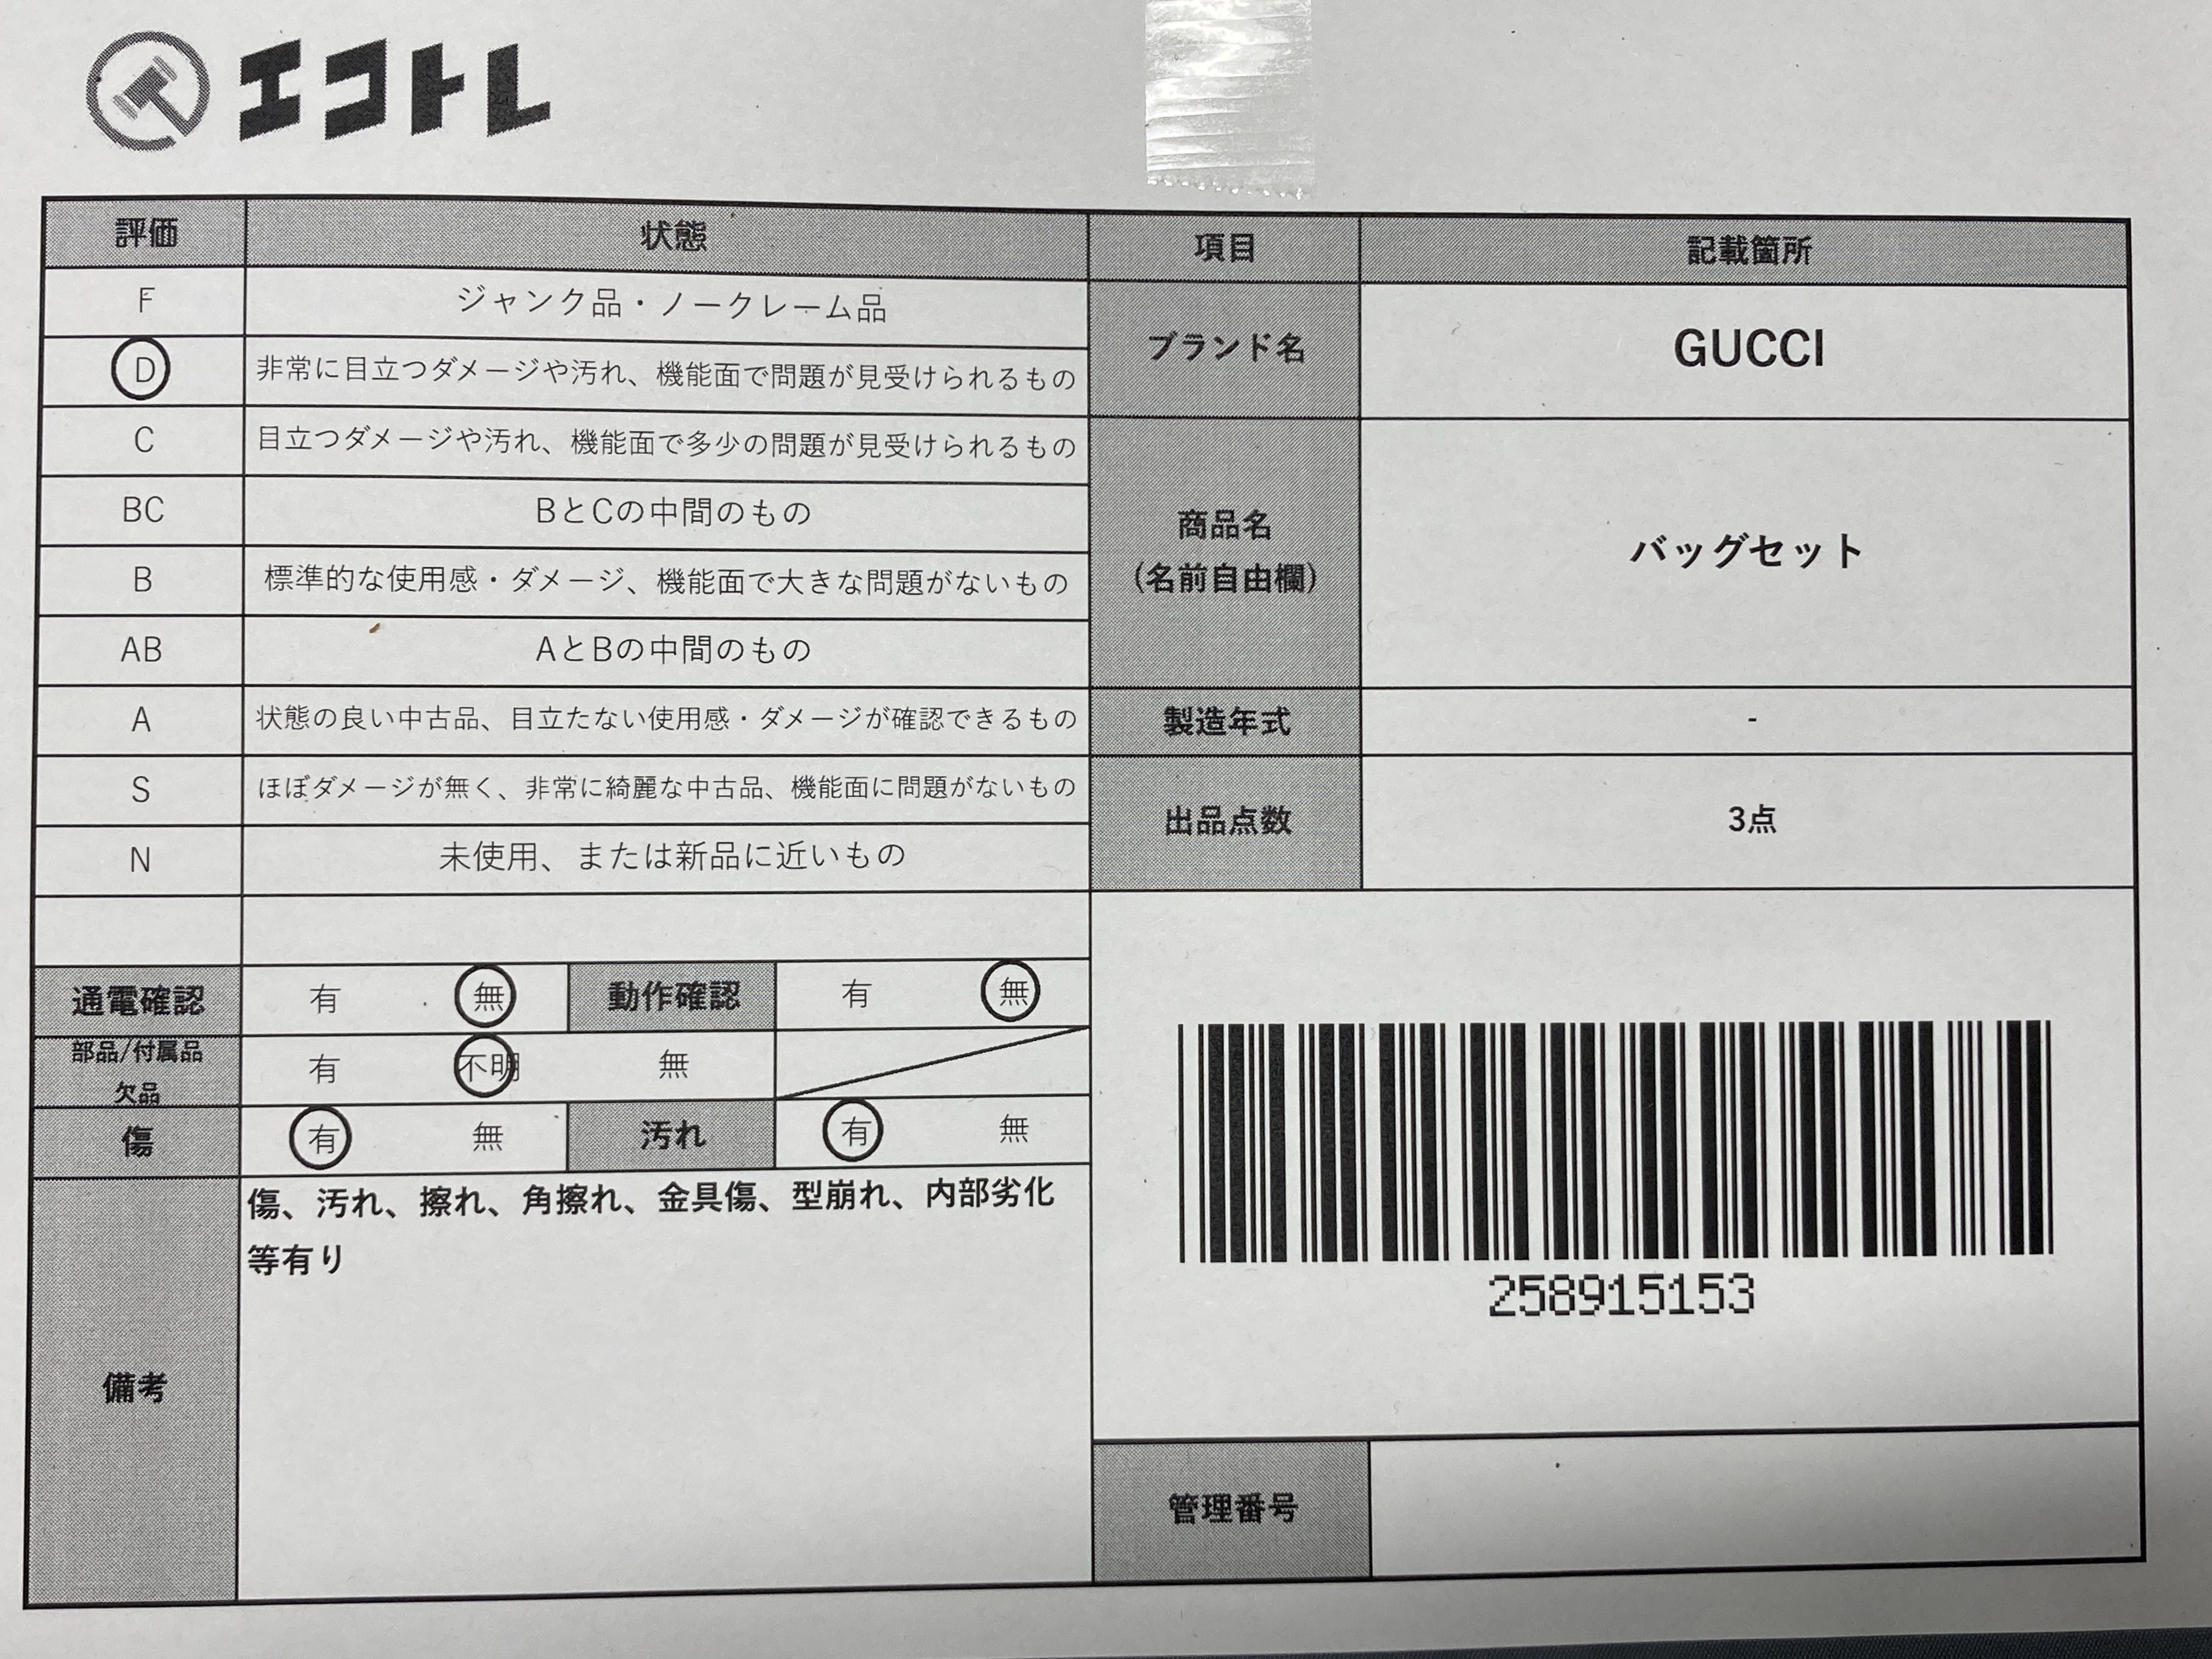 エコトレ
評価 状態
F ジャンク品・ノークレーム品
D 非常に目立つダメージや汚れ、機能面で問題が見受けられるもの
C 目立つダメージや汚れ、機能面で多少の問題が見受けられるもの
BC BとCの中間のもの
B 標準的な使用感・ダメージ、機能面で大きな問題がないもの
AB AとBの中間のもの
A 状態の良い中古品、目立たない使用感・ダメージが確認できるもの
S ほぼダメージが無く、非常に綺麗な中古品、機能面に問題がないもの
N 未使用、または新品に近いもの
通電確認 有 無 動作確認 有 無
部品/付属品
欠品
有 不明 無
傷 有 無 汚れ 有 無
備考
傷、汚れ、擦れ、角擦れ、金具傷、型崩れ、内部劣化
等有り
項目 記載箇所
ブランド名 GUCCI
商品名
(名前自由欄)
バッグセット
製造年式 -
出品点数 3点
258915153
管理番号